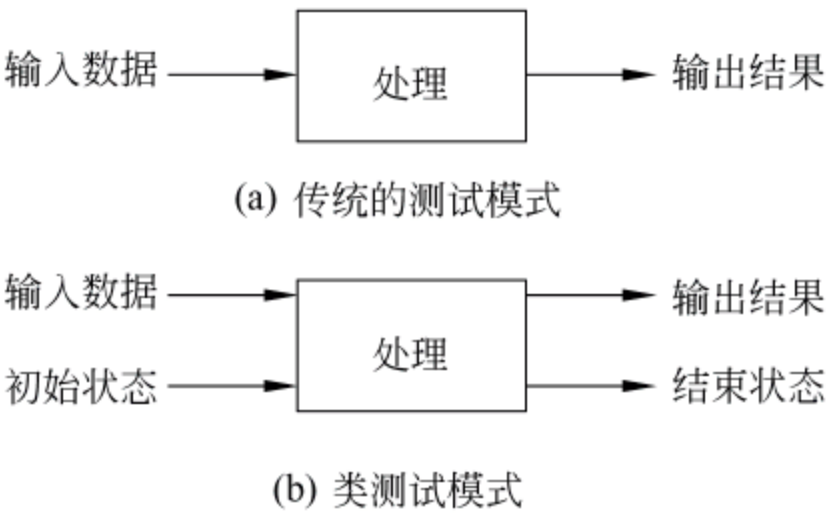 输入数据
处理
输出结果
(a) 传统的测试模式
输入数据
输出结果
处理
初始状态
结束状态
(b) 类测试模式